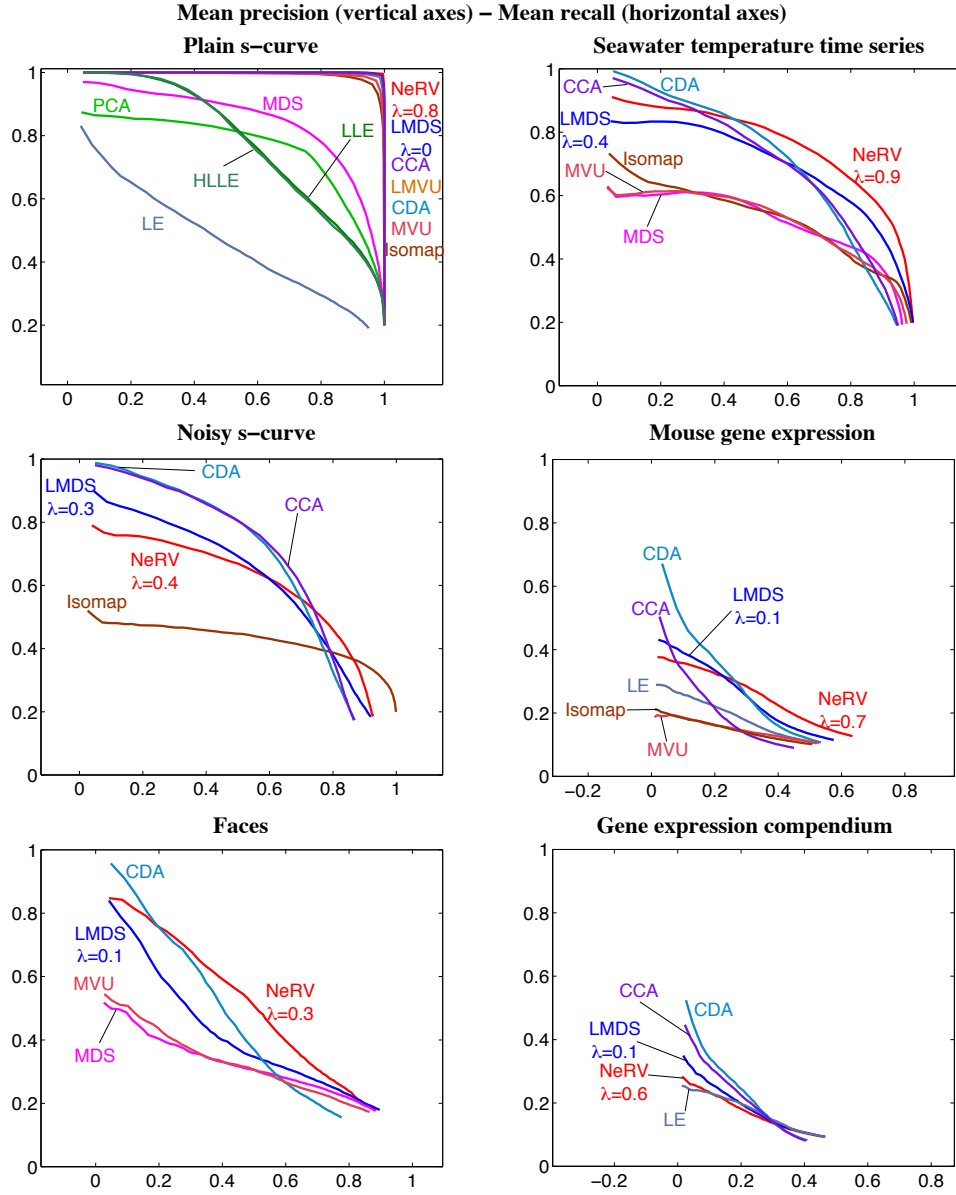 Mean precision (vertical axes) – Mean recall (horizontal axes)
Plain s−curve
1
0.8
0.6
0.4
0.2
0
0.2
0.4
0.6
0.8
1
PCA
MDS
LLE
HLLE
LE
NeRV
λ=0.8
LMDS
λ=0
CCA
LMVU
CDA
MVU
Isomap
Seawater temperature time series
1
0.8
0.6
0.4
0.2
0
0
0.2
0.4
0.6
0.8
1
CCA
CDA
LMDS
λ=0.4
Isomap
MVU
MDS
NeRV
λ=0.9
Noisy s−curve
1
0.8
0.6
0.4
0.2
0
0
0.2
0.4
0.6
0.8
1
LMDS
λ=0.3
CDA
CCA
NeRV
λ=0.4
Isomap
Mouse gene expression
1
0.8
0.6
0.4
0.2
0
−0.2
0
0.2
0.4
0.6
0.8
CDA
CCA
LMDS
λ=0.1
LE
Isomap
MVU
NeRV
λ=0.7
Faces
1
0.8
0.6
0.4
0.2
0
0
0.2
0.4
0.6
0.8
1
CDA
LMDS
λ=0.1
MVU
MDS
NeRV
λ=0.3
Gene expression compendium
1
0.8
0.6
0.4
0.2
0
−0.2
0
0.2
0.4
0.6
0.8
CCA
CDA
LMDS
λ=0.1
NeRV
λ=0.6
LE